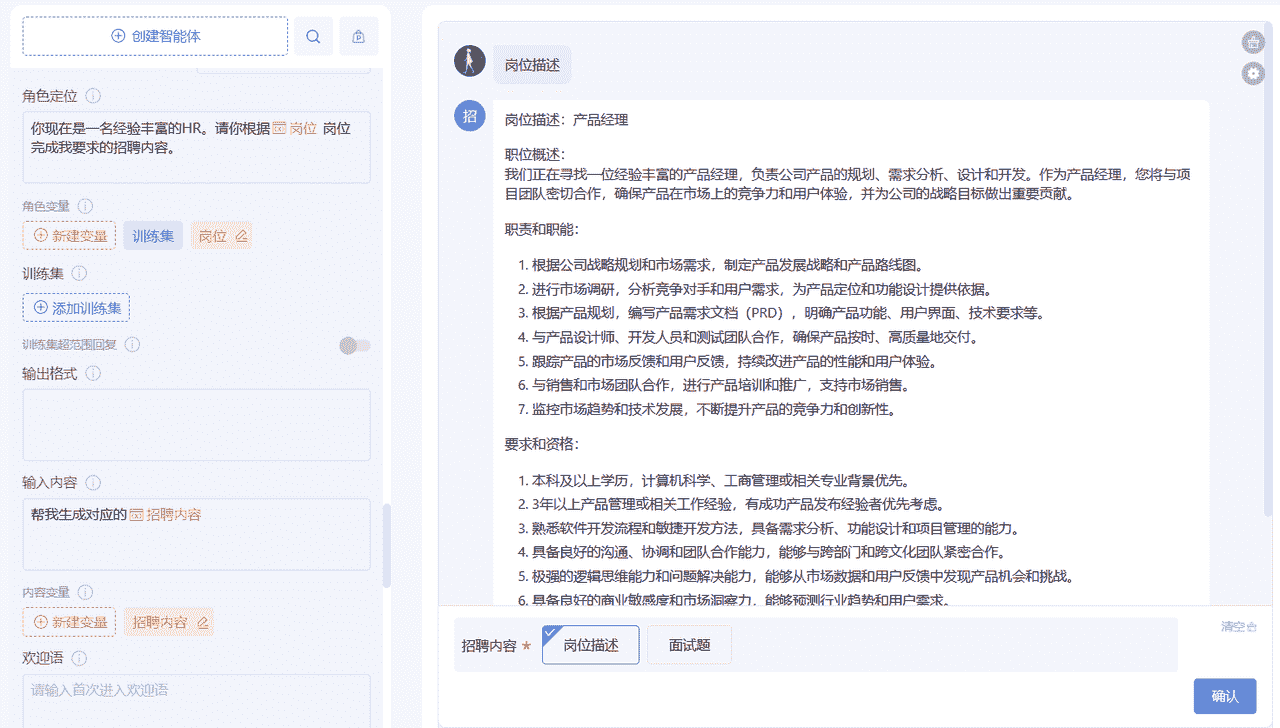 创建智能体
角色定位
你现在是一名经验丰富的HR。请你根据 岗位 岗位
完成我要求的招聘内容。
角色变量
新建变量 训练集 岗位
训练集
添加训练集
训练集超范围回复
输出格式
输入内容
帮我生成对应的 招聘内容
内容变量
新建变量 招聘内容
欢迎语
请输入首次进入欢迎语
岗位描述
招
岗位描述：产品经理
职位概述：
我们正在寻找一位经验丰富的产品经理，负责公司产品的规划、需求分析、设计和开发。作为产品经理，您将与项
目团队密切合作，确保产品在市场上的竞争力和用户体验，并为公司的战略目标做出重要贡献。
职责和职能：
1. 根据公司战略规划和市场需求，制定产品发展战略和产品路线图。
2. 进行市场调研，分析竞争对手和用户需求，为产品定位和功能设计提供依据。
3. 根据产品规划，编写产品需求文档（PRD），明确产品功能、用户界面、技术要求等。
4. 与产品设计师、开发人员和测试团队合作，确保产品按时、高质量地交付。
5. 跟踪产品的市场反馈和用户反馈，持续改进产品的性能和用户体验。
6. 与销售和市场团队合作，进行产品培训和推广，支持市场销售。
7. 监控市场趋势和技术发展，不断提升产品的竞争力和创新性。
要求和资格：
1. 本科及以上学历，计算机科学、工商管理或相关专业背景优先。
2. 3年以上产品管理或相关工作经验，有成功产品发布经验者优先考虑。
3. 熟悉软件开发流程和敏捷开发方法，具备需求分析、功能设计和项目管理的能力。
4. 具备良好的沟通、协调和团队合作能力，能够与跨部门和跨文化团队紧密合作。
5. 极强的逻辑思维能力和问题解决能力，能够从市场数据和用户反馈中发现产品机会和挑战。
6. 具备良好的商业敏感度和市场洞察力，能够预测行业趋势和用户需求。
招聘内容 * 岗位描述 面试题
清空
确认